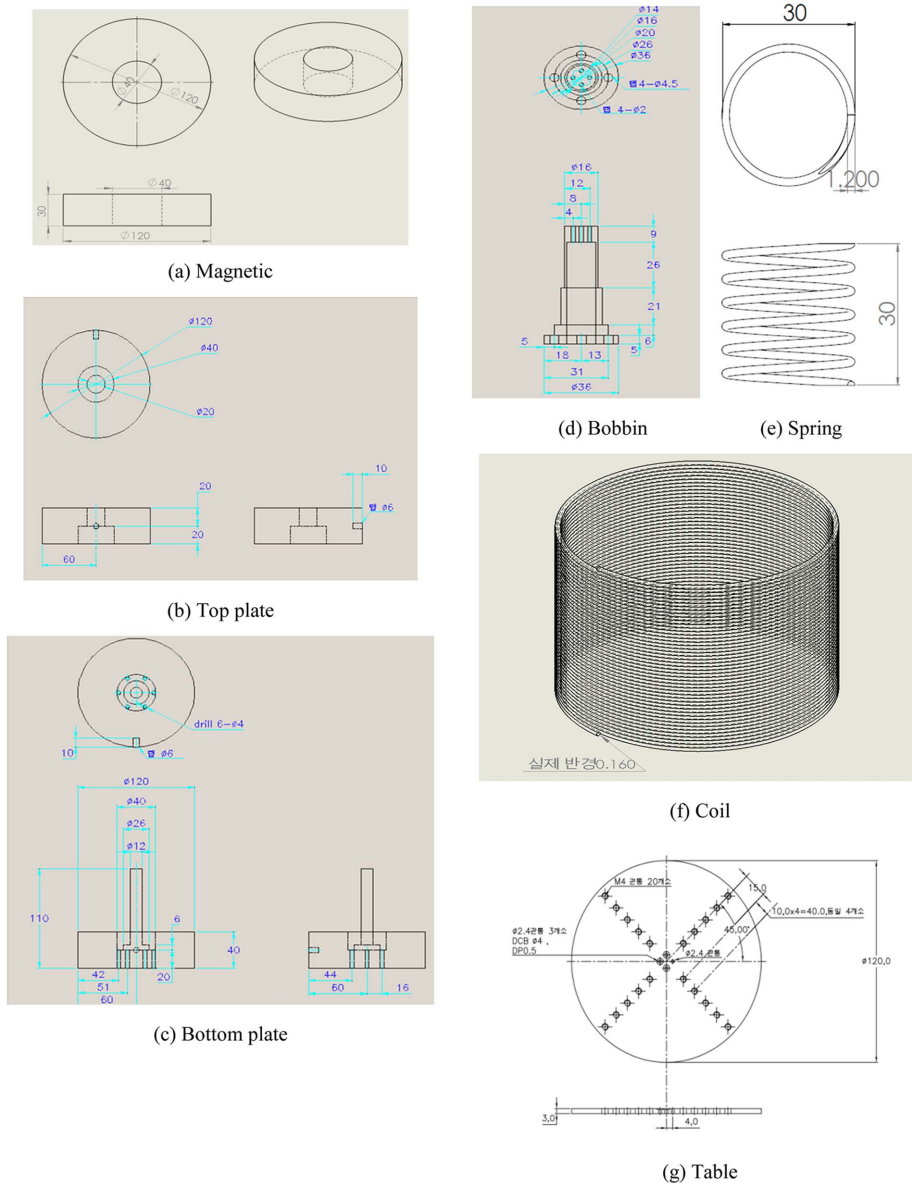 Ø40
Ø120
Ø40
30
Ø120
(a) Magnetic
ø120
ø40
ø20
10
20
탭 ø6
20
60
(b) Top plate
drill 6-ø4
10
탭 ø6
ø120
ø40
ø26
ø12
110
6
40
42
20
51
60
44
60
16
(c) Bottom plate
ø14
ø16
ø20
ø26
ø36
탭 4-ø4.5
탭 4-ø2
ø16
12
8
4
9
26
21
5
6
5
18
13
31
ø36
(d) Bobbin
30
1.200
30
(e) Spring
실제 반경0.160
(f) Coil
M4 관통 20개소
15,0
10,0x4=40,0,동일 4개소
ø2.4관통 3개소
DCB ø4 ,
DP0.5
45,00°
ø2.4 관통
ø120,0
3,0
4,0
(g) Table